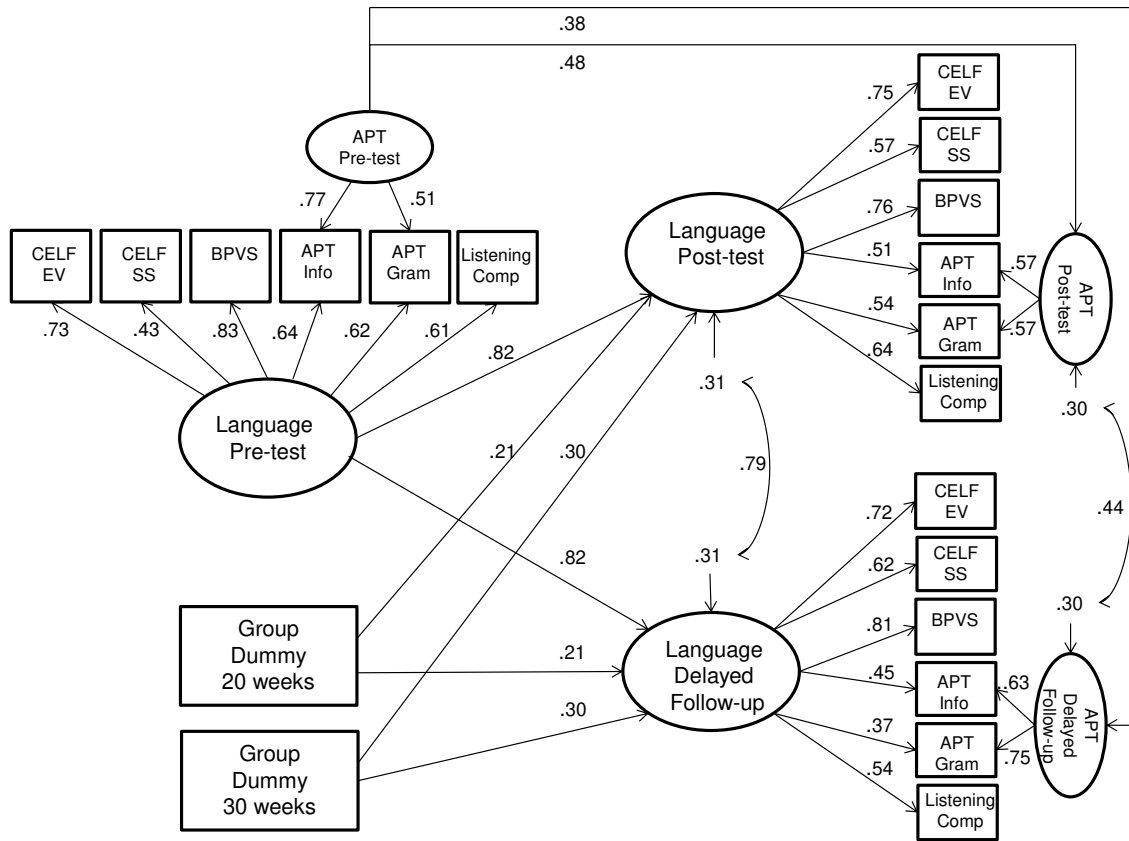 .38
.48
APT
Pre-test
.77
.51
CELF
EV
CELF
SS
BPVS
APT
Info
APT
Gram
Listening
Comp
.73
.43
.83
.64
.62
.61
Language
Pre-test
.82
.21
.30
.82
Group
Dummy
20 weeks
.21
.30
Group
Dummy
30 weeks
Language
Post-test
.31
.79
.31
Language
Delayed
Follow-up
.75
.57
.76
.51
.54
.64
CELF
EV
CELF
SS
BPVS
APT
Info
APT
Gram
Listening
Comp
.57
.57
APT
Post-test
.30
.44
.30
.72
.62
.81
.45
.37
.54
CELF
EV
CELF
SS
BPVS
APT
Info
APT
Gram
Listening
Comp
.63
.75
APT
Delayed
Follow-up